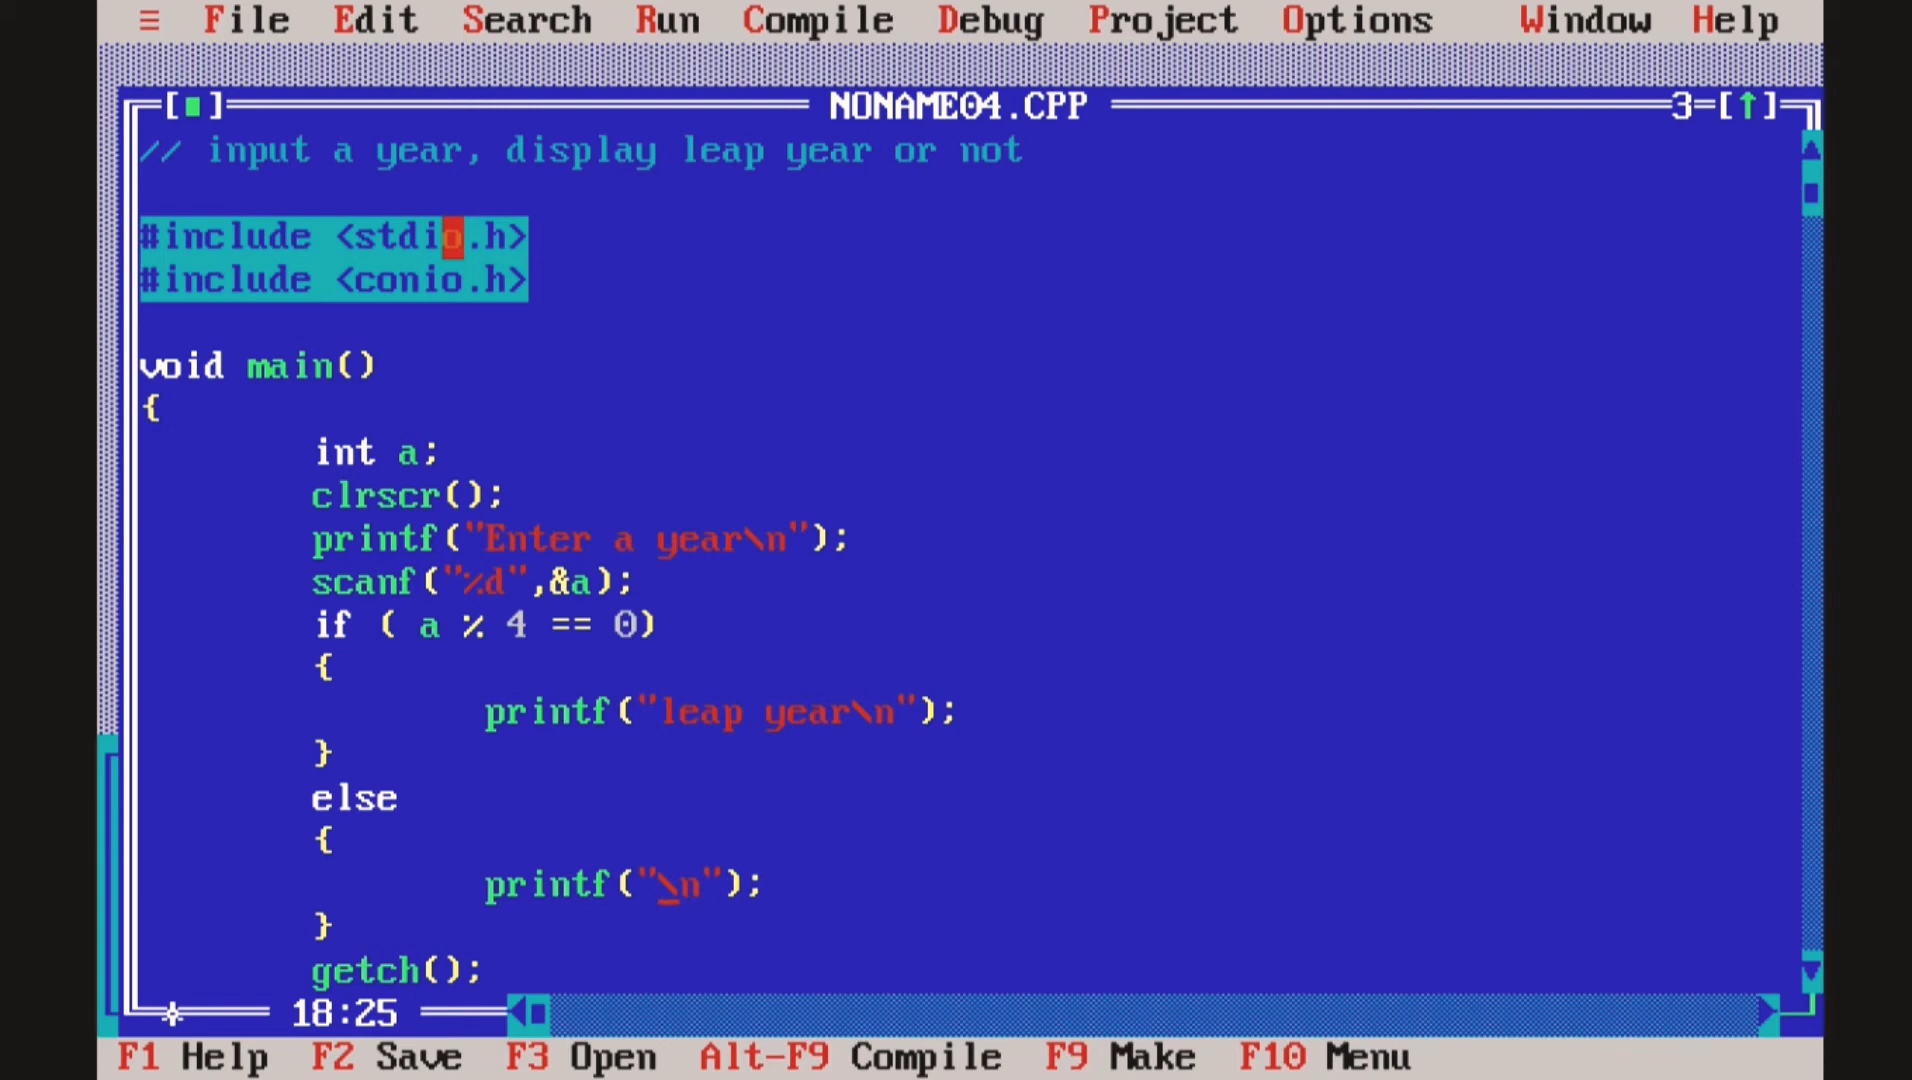 ≡ File Edit Search Run Compile Debug Project Options Window Help
[■] NONAME04.CPP 3=[↑]
// input a year, display leap year or not
#include <stdio.h>
#include <conio.h>
void main()
{
int a;
clrscr();
printf("Enter a year\n");
scanf("%d",&a);
if ( a % 4 == 0)
{
printf("leap year\n");
}
else
{
printf("\n");
}
getch();
18:25
F1 Help F2 Save F3 Open Alt-F9 Compile F9 Make F10 Menu